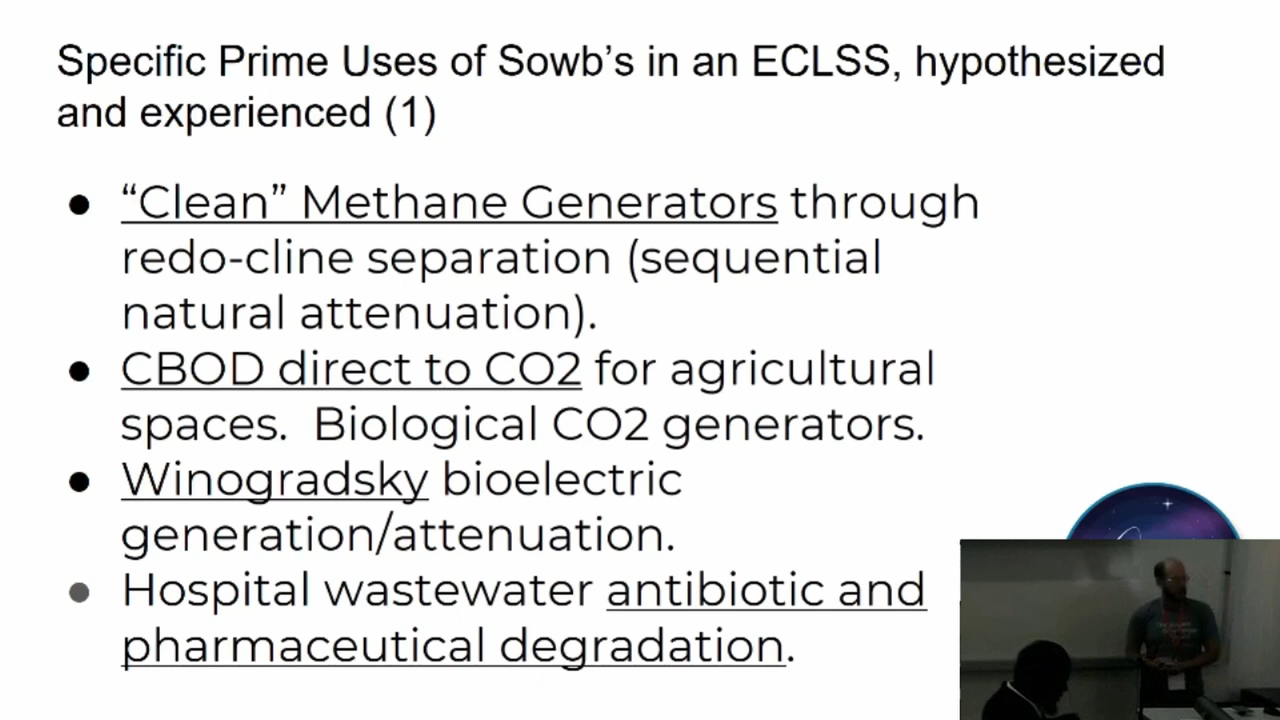 Specific Prime Uses of Sowb’s in an ECLSS, hypothesized
and experienced (1)
● “Clean” Methane Generators through
redo-cline separation (sequential
natural attenuation).
● CBOD direct to CO2 for agricultural
spaces.  Biological CO2 generators.
● Winogradsky bioelectric
generation/attenuation.
● Hospital wastewater antibiotic and
pharmaceutical degradation.